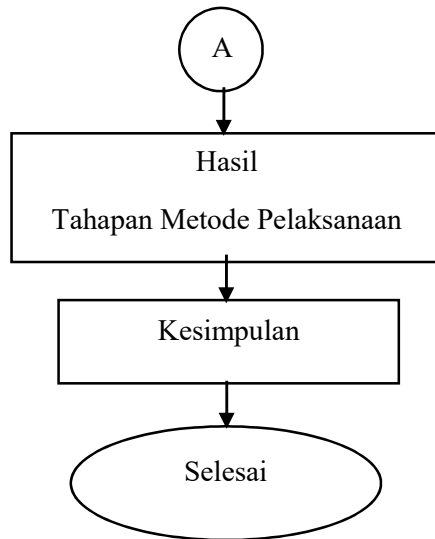 A
Hasil
Tahapan Metode Pelaksanaan
Kesimpulan
Selesai